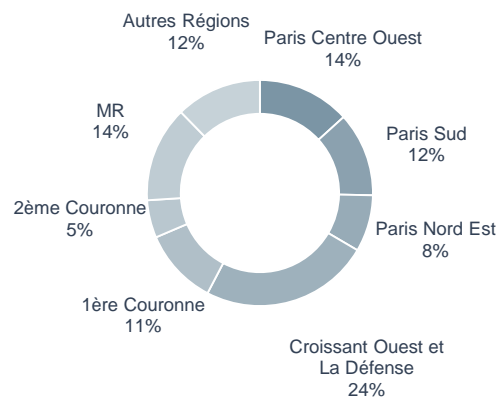 Autres Régions
12%
Paris Centre Ouest
14%
Paris Sud
12%
Paris Nord Est
8%
Croissant Ouest et
La Défense
24%
1ère Couronne
11%
2ème Couronne
5%
MR
14%